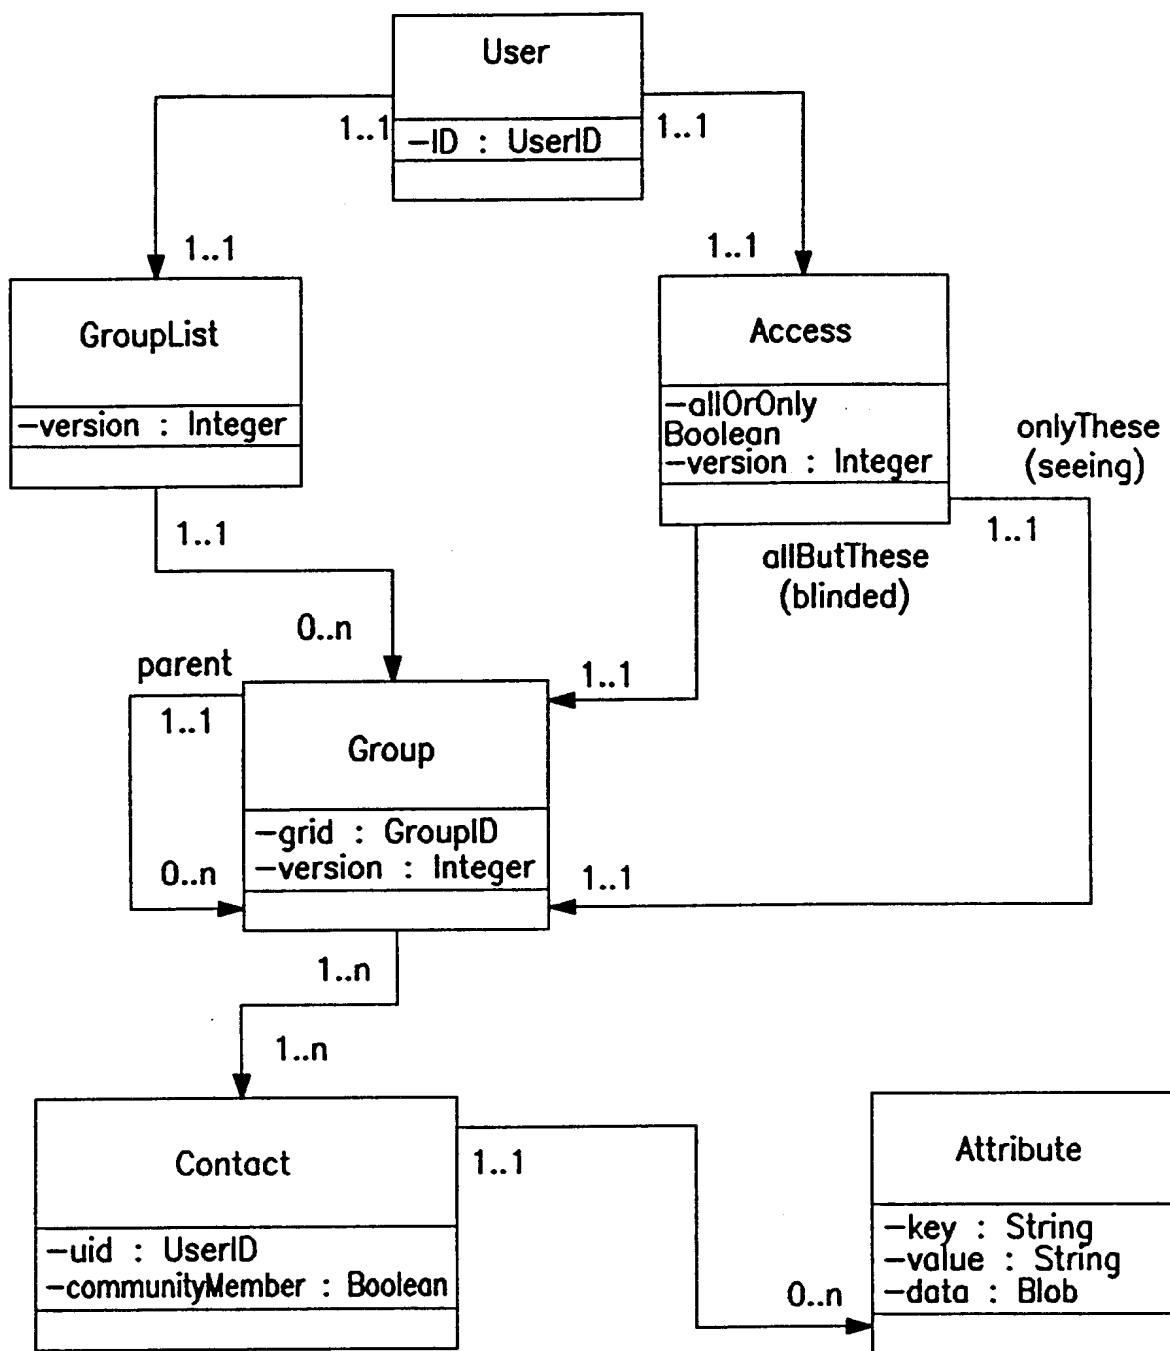 User
1..1
-ID : UserID
1..1
1..1
1..1
GroupList
-version : Integer
Access
-allOrOnly
Boolean
-version : Integer
onlyThese
(seeing)
1..1
1..1
allButThese
(blinded)
0..n
parent
1..1
1..1
Group
-grid : GroupID
-version : Integer
0..n
1..1
1..n
1..n
Contact
-uid : UserID
-communityMember : Boolean
1..1
0..n
Attribute
-key : String
-value : String
-data : Blob